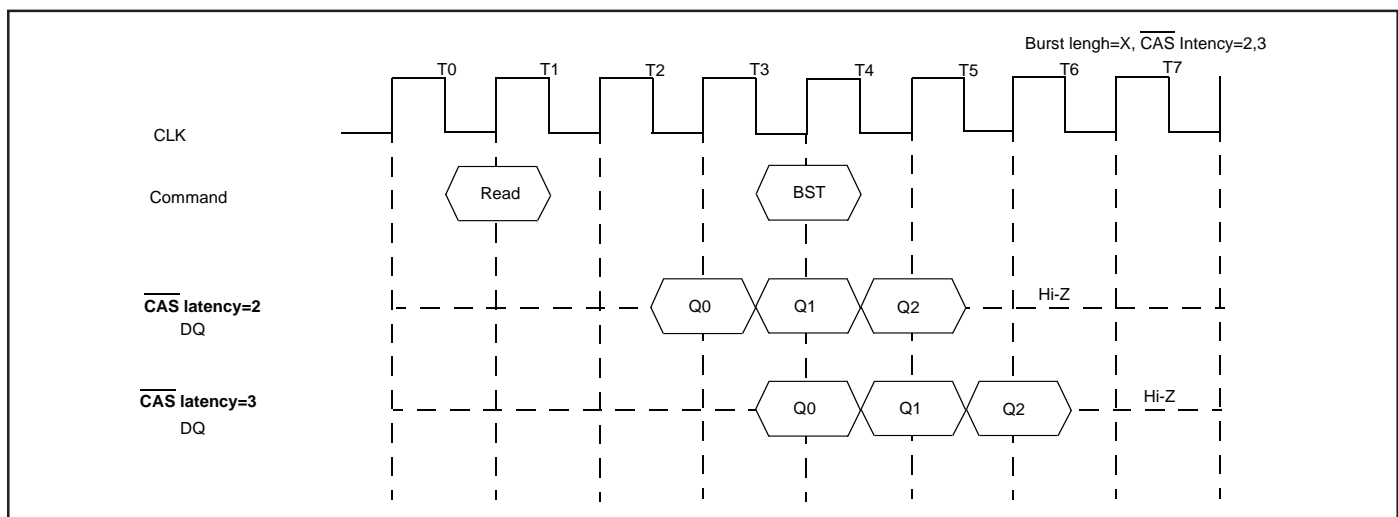 Burst lengh=X, CAS Intency=2,3
T0 T1 T2 T3 T4 T5 T6 T7
CLK
Command Read BST
CAS latency=2
DQ
Q0 Q1 Q2 Hi-Z
CAS latency=3
DQ
Q0 Q1 Q2 Hi-Z